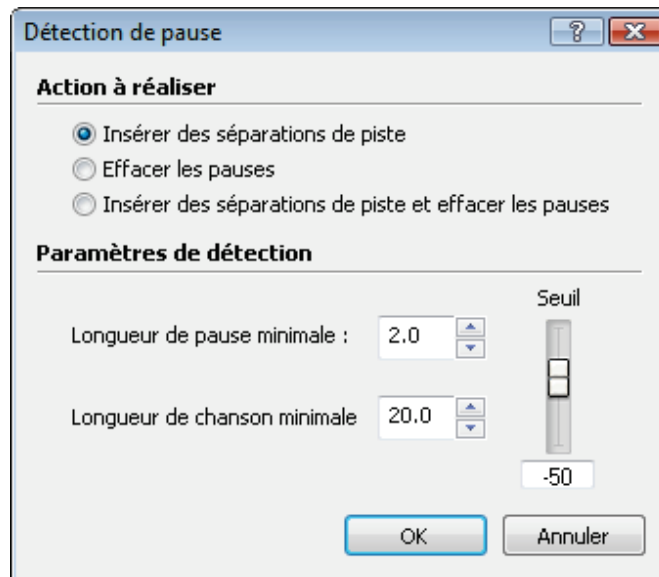 Détection de pause
Action à réaliser
Insérer des séparations de piste
Effacer les pauses
Insérer des séparations de piste et effacer les pauses
Paramètres de détection
Seuil
Longueur de pause minimale : 2.0
Longueur de chanson minimale 20.0
-50
OK Annuler